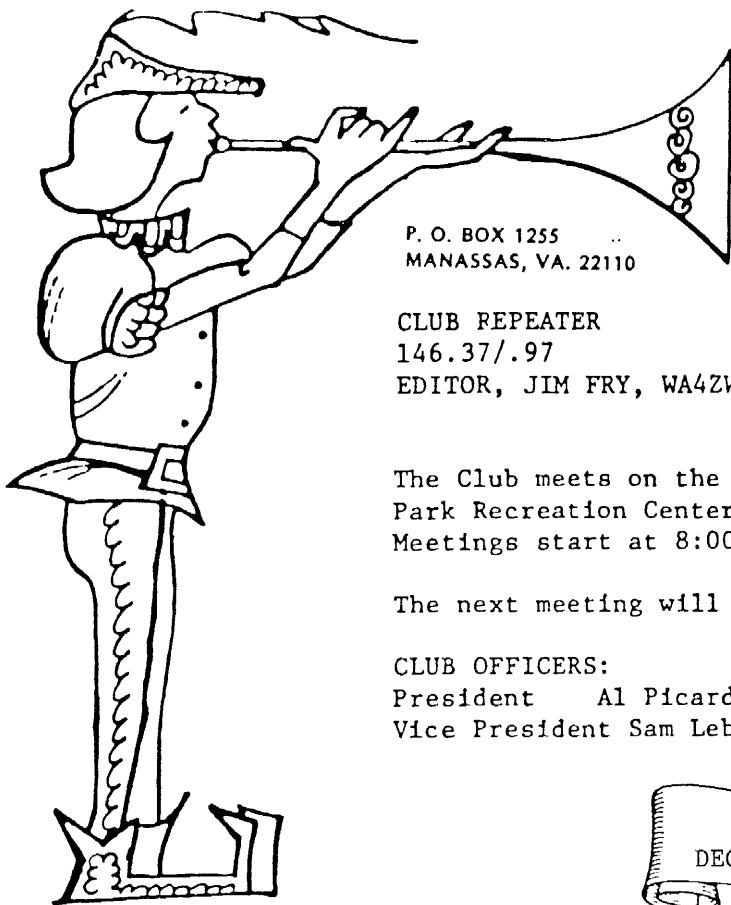 P. O. BOX 1255
MANASSAS, VA. 22110
CLUB REPEATER
146.37/.97
EDITOR, JIM FRY,
The Club meets on the
Park Recreation Center
Meetings start at 8:00
The next meeting will
CLUB OFFICERS:
President Al Picard
Vice President Sam Leb
DEC